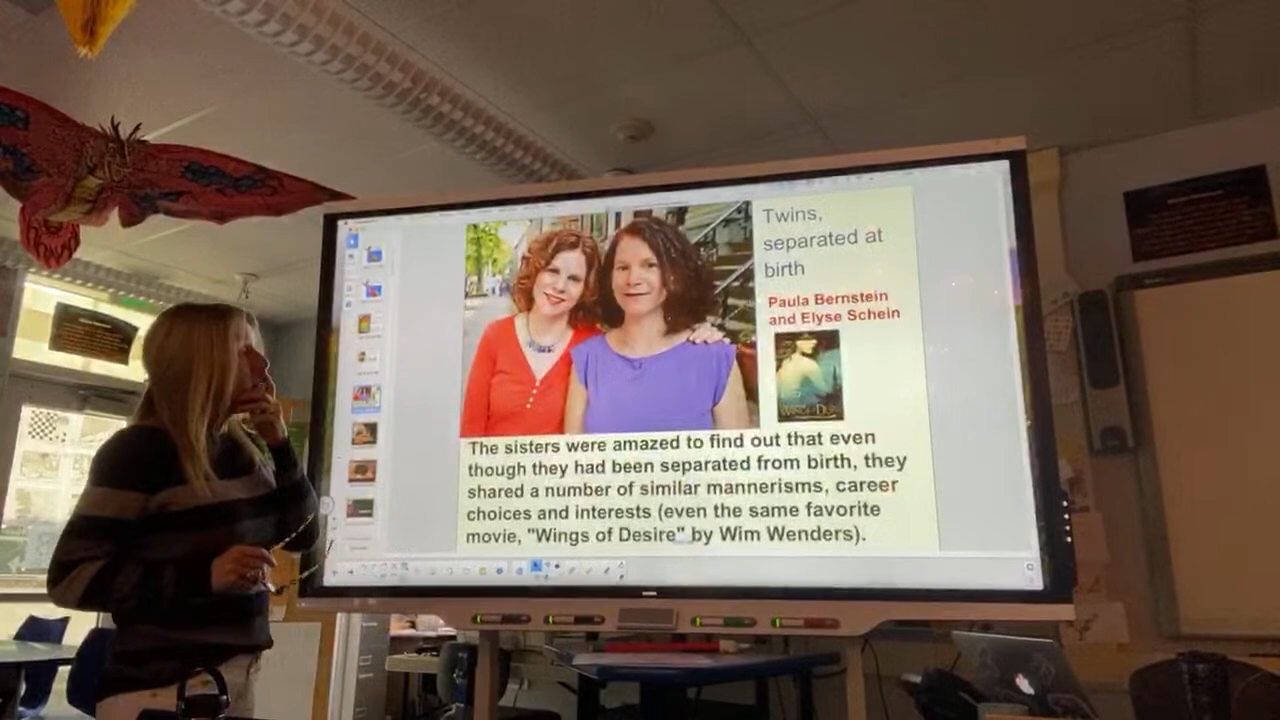 Twins,
separated at
birth
Paula Bernstein
and Elyse Schein
The sisters were amazed to find out that even
though they had been separated from birth, they
shared a number of similar mannerisms, career
choices and interests (even the same favorite
movie, "Wings of Desire" by Wim Wenders).